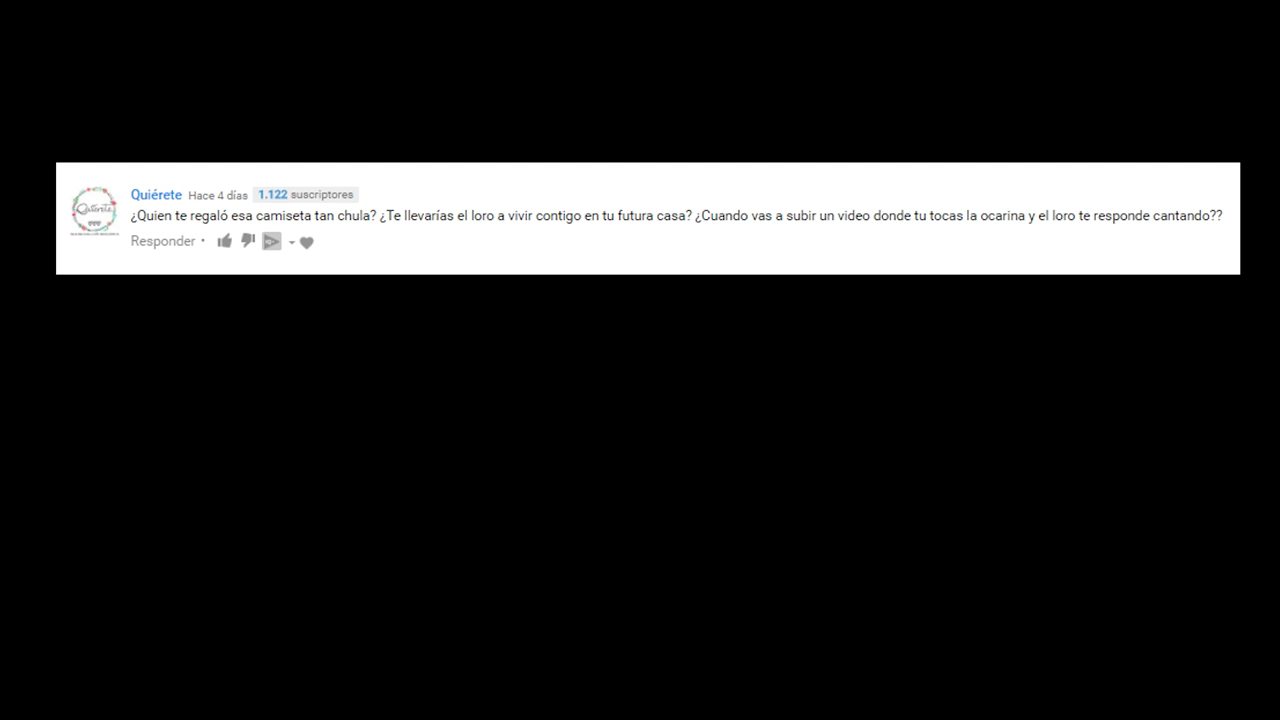 Quiérete Hace 4 días 1.122 suscriptores
¿Quien te regaló esa camiseta tan chula? ¿Te llevarías el loro a vivir contigo en tu futura casa? ¿Cuando vas a subir un video donde tu tocas la ocarina y el loro te responde cantando??
Responder •
Quiérete